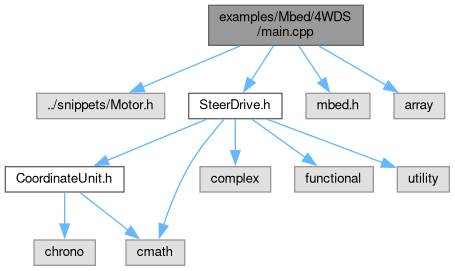 examples/Mbed/4WDS
/main.cpp
../snippets/Motor.h
SteerDrive.h
mbed.h
array
CoordinateUnit.h
complex
functional
utility
chrono
cmath